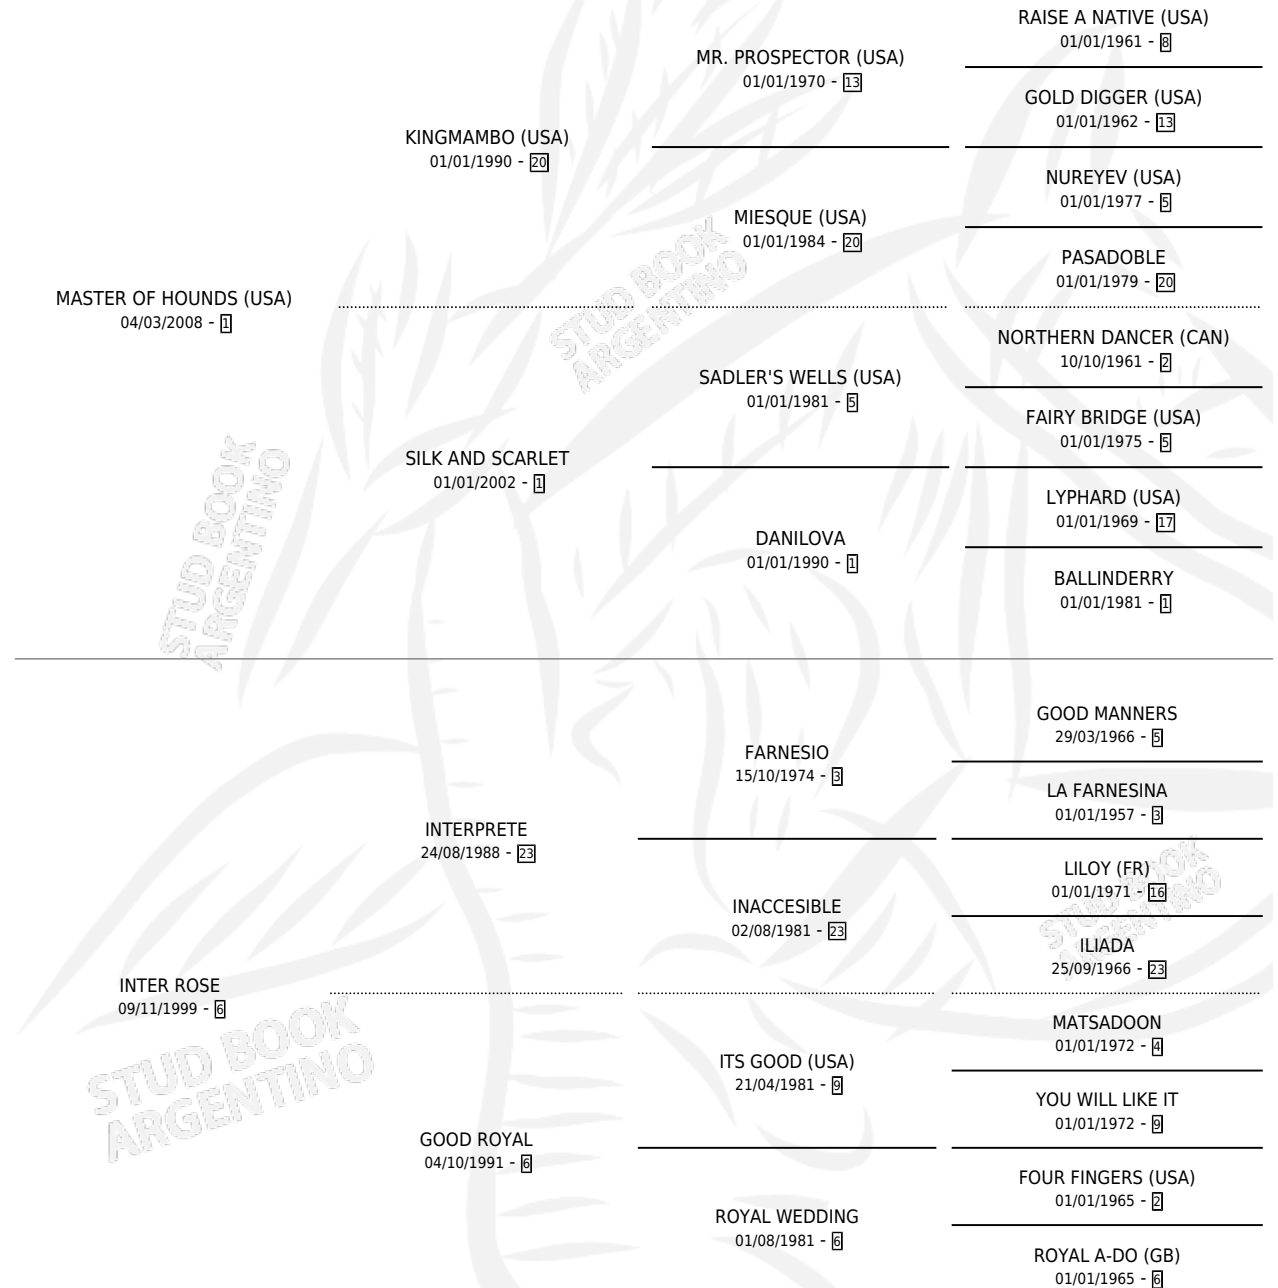 RAISE A NATIVE (USA)
01/01/1961 - 8
MR. PROSPECTOR (USA)
01/01/1970 - 13
GOLD DIGGER (USA)
01/01/1962 - 13
KINGMAMBO (USA)
01/01/1990 - 20
NUREYEV (USA)
01/01/1977 - 5
MIESQUE (USA)
01/01/1984 - 20
PASADOBLE
01/01/1979 - 20
MASTER OF HOUNDS (USA)
04/03/2008 - 1
STUD BOOK
ARGENTINO
NORTHERN DANCER (CAN)
10/10/1961 - 2
SADLER'S WELLS (USA)
01/01/1981 - 5
FAIRY BRIDGE (USA)
01/01/1975 - 5
SILK AND SCARLET
01/01/2002 - 1
LYPHARD (USA)
01/01/1969 - 17
DANILOVA
01/01/1990 - 1
BALLINDERRY
01/01/1981 - 1
STUD BOOK
ARGENTINO
GOOD MANNERS
29/03/1966 - 5
FARNESIO
15/10/1974 - 3
LA FARNESINA
01/01/1957 - 3
INTERPRETE
24/08/1988 - 23
LILOY (FR)
01/01/1971 - 16
INACCESIBLE
02/08/1981 - 23
STUD BOOK
ARGENTINO
ILIADA
25/09/1966 - 23
INTER ROSE
09/11/1999 - 6
STUD BOOK
ARGENTINO
MATSADOON
01/01/1972 - 4
ITS GOOD (USA)
21/04/1981 - 9
YOU WILL LIKE IT
01/01/1972 - 9
GOOD ROYAL
04/10/1991 - 6
FOUR FINGERS (USA)
01/01/1965 - 2
ROYAL WEDDING
01/08/1981 - 6
ROYAL A-DO (GB)
01/01/1965 - 6